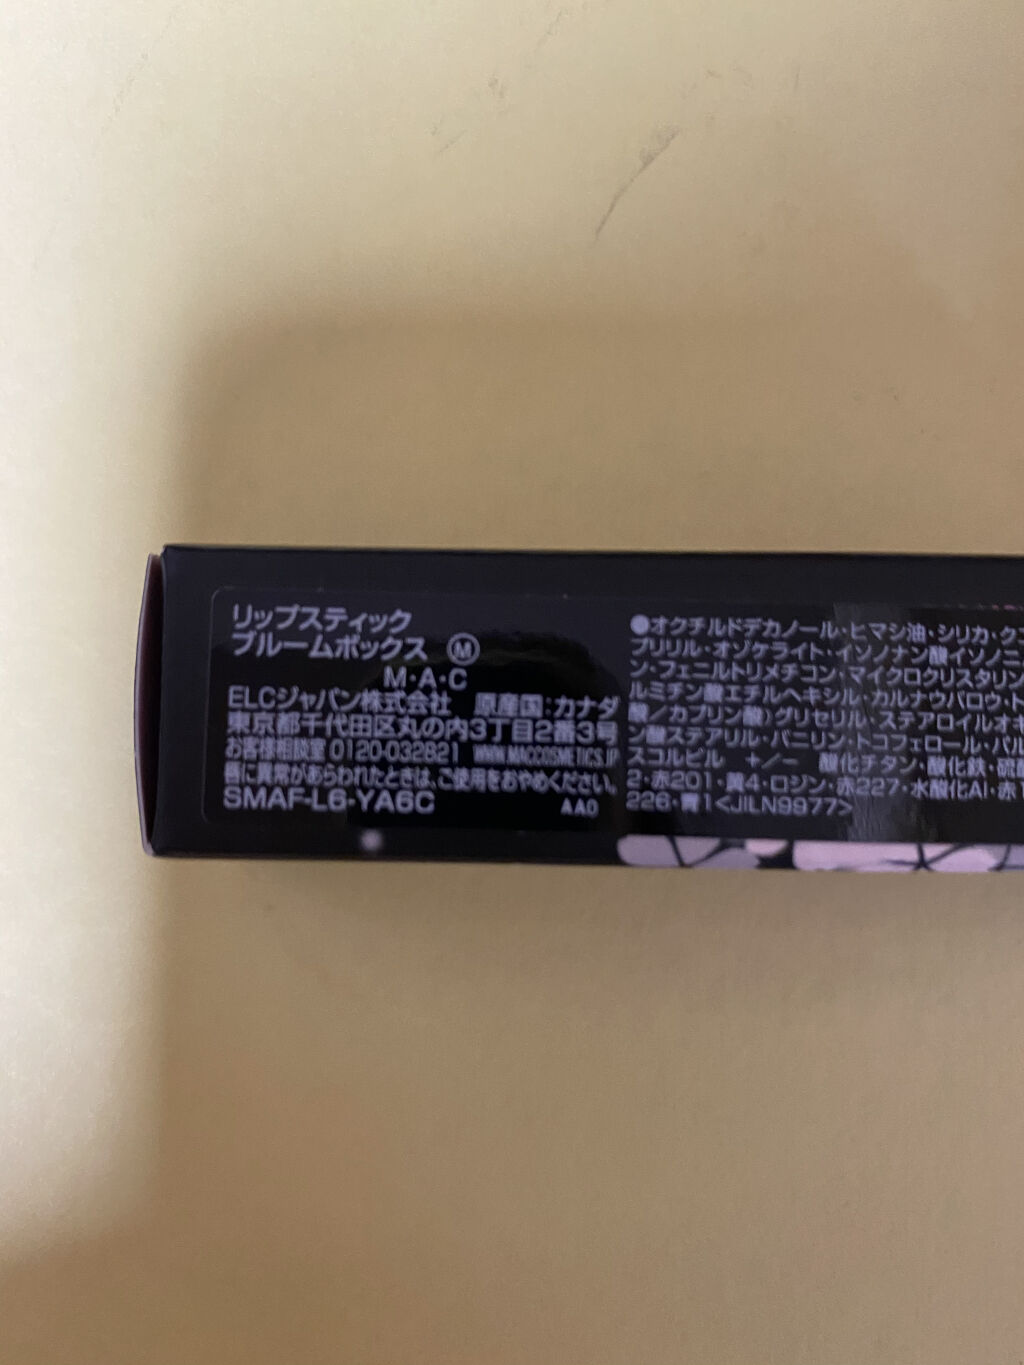 リップスティック
ブルームボックス Ⓜ
M・A・C
ELCジャパン株式会社 原産国:カナダ
東京都千代田区丸の内3丁目2番3号
お客様相談室 0120-032821 WWW.MACCOSMETICS.JP
唇に異常があらわれたときは、ご使用をおやめください。
SMAF-L6-YA6C AA0
●オクチルドデカノール・ヒマシ油・シリカ・
プリリル・オゾケライト・イソノナン酸イソノニ
ン・フェニルトリメチコン・マイクロクリスタリン
ルミチン酸エチルヘキシル・カルナウバロウ・ト
酸/カプリン酸)グリセリル・ステアロイルオキ
ン酸ステアリル・バニリン・トコフェロール・パル
スコルビル +/− 酸化チタン・酸化鉄・硫酸
2・赤201・黄4・ロジン・赤227・水酸化Al・赤
226・青1<JILN9977>